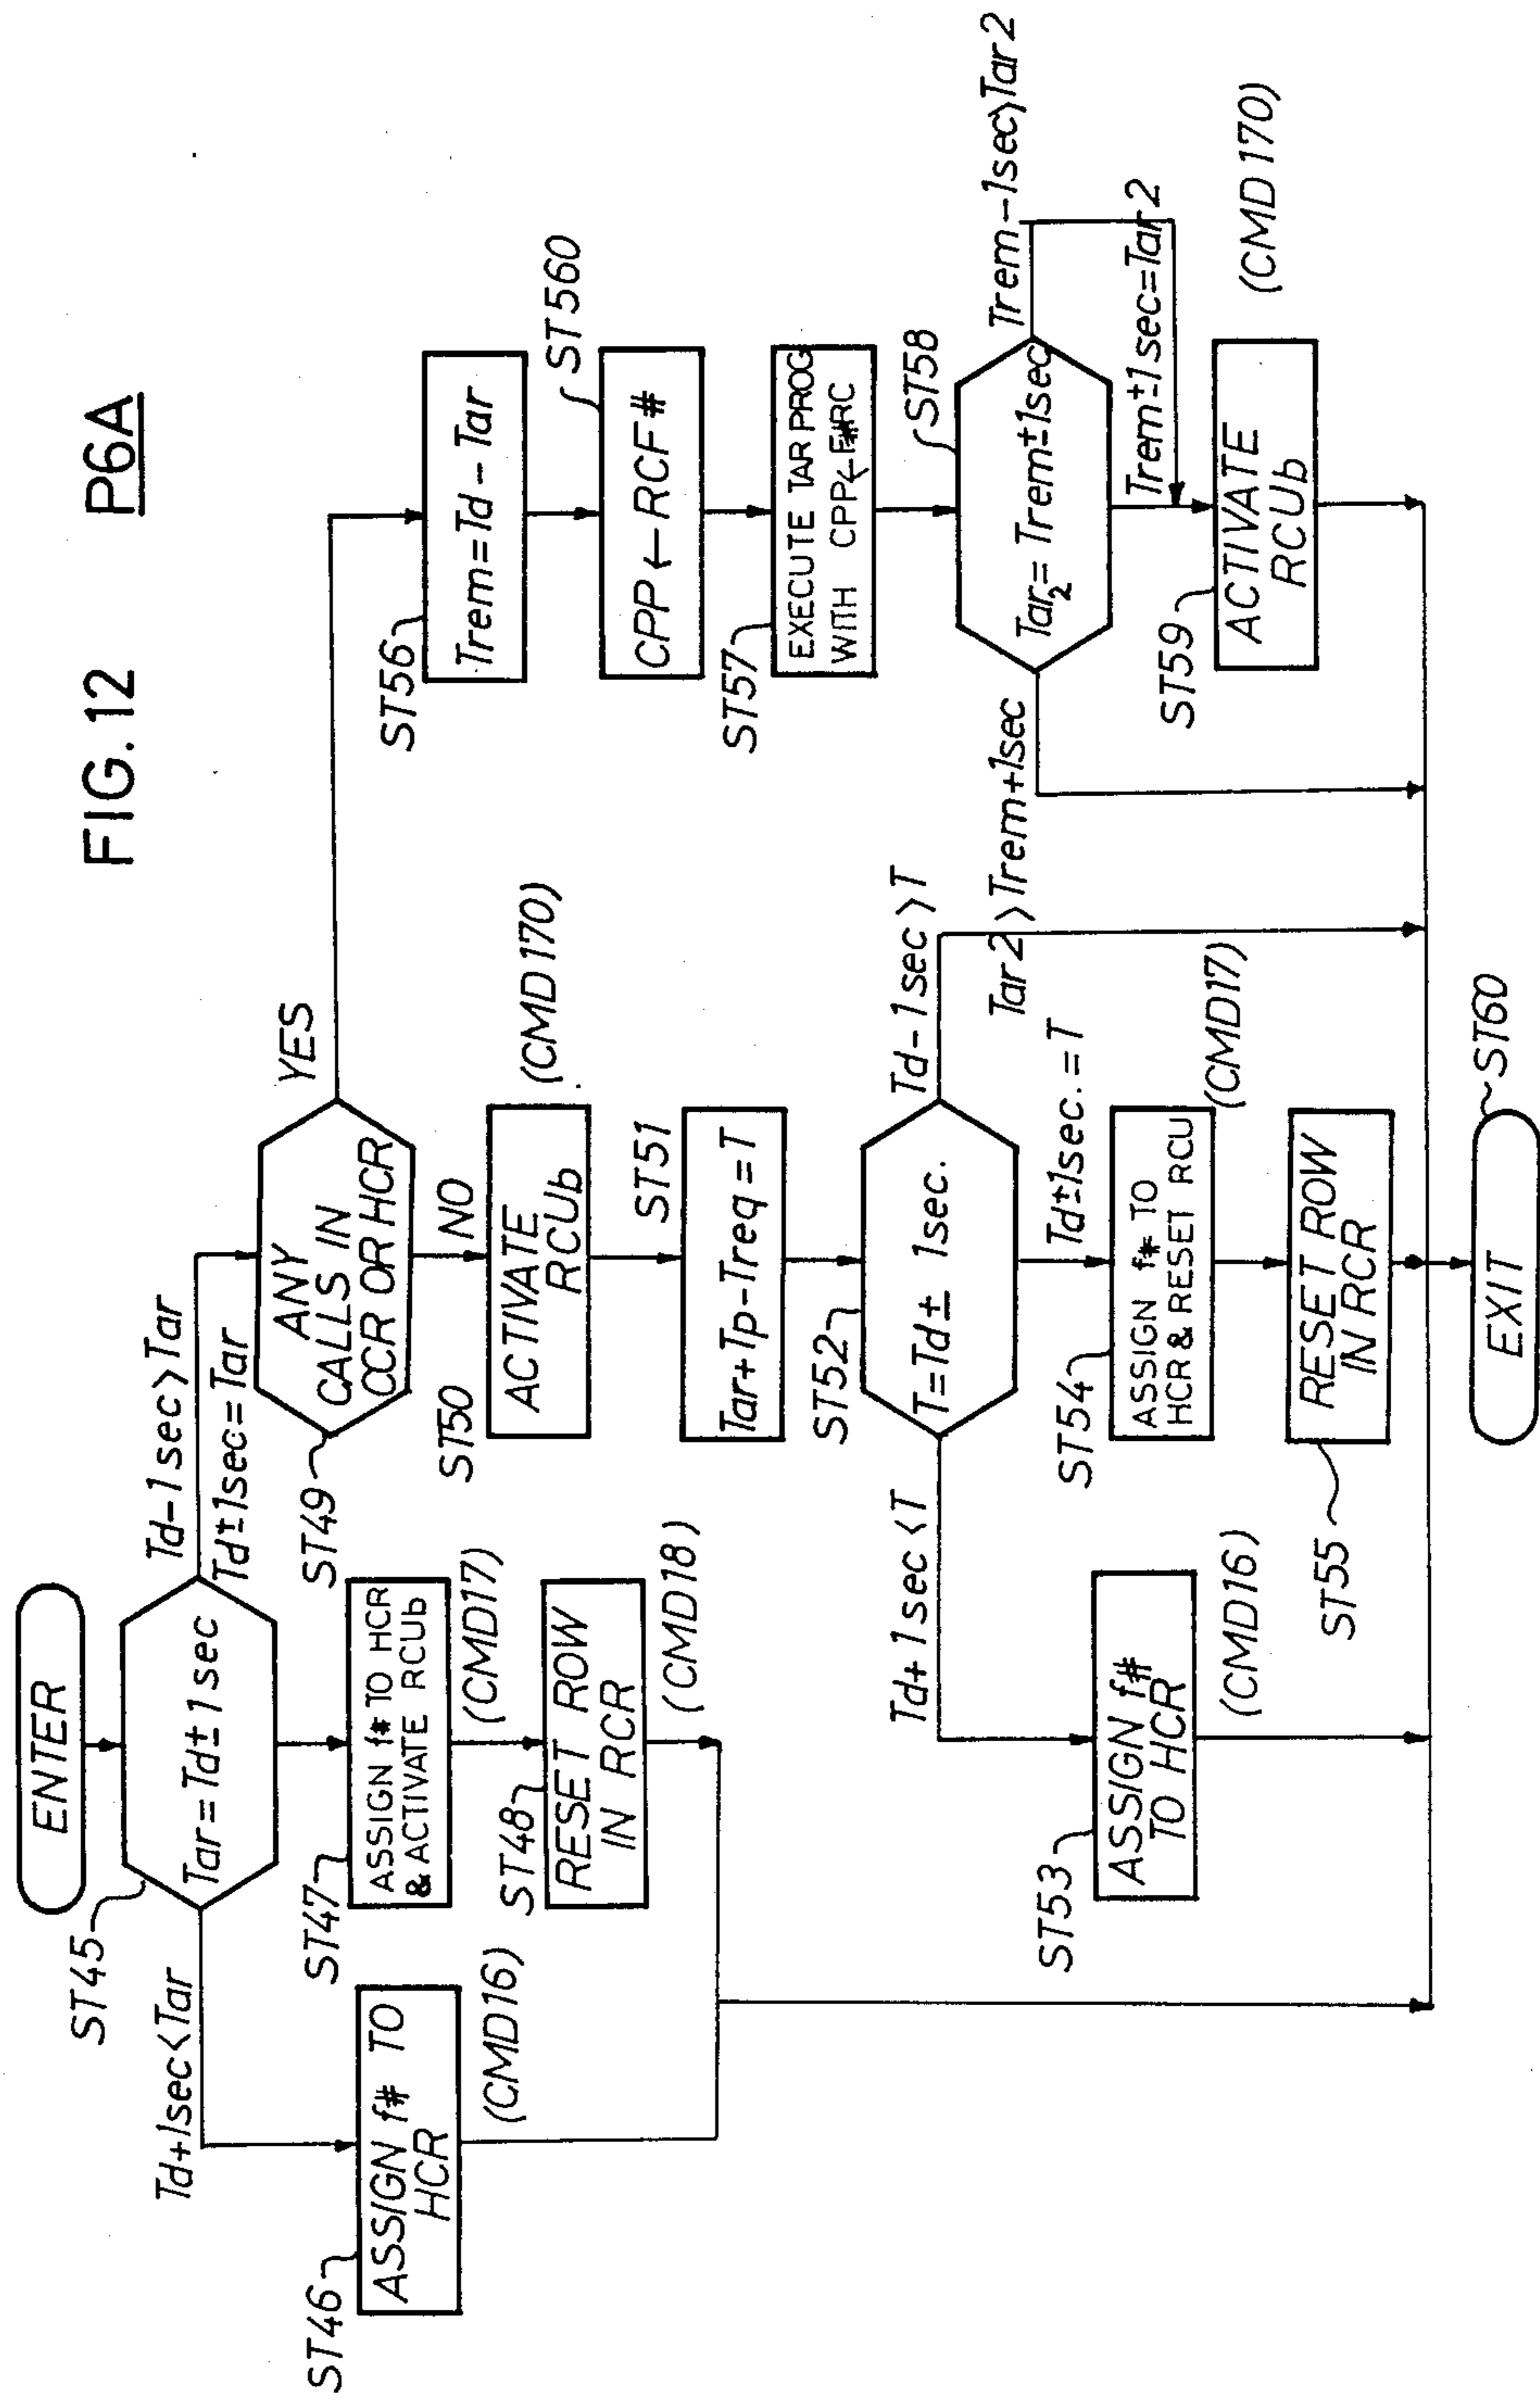 FIG. 12 P6A
ENTER
ST45
Tar=Td±1sec
Td+1sec<Tar
Td-1sec>Tar
Td±1sec=Tar
ST46
ASSIGN f# TO
HCR
(CMD16)
ST47
ASSIGN f# TO HCR
& ACTIVATE RCUb
(CMD17)
ST48
RESET ROW
IN RCR
(CMD18)
ST49
ANY
CALLS IN
CCR OR HCR
YES
NO
ST50
ACTIVATE
RCUb
(CMD170)
ST51
Tar+Tp-Treq=T
ST52
T=Td± 1sec.
Td+1sec<T
Td-1sec>T
Td±1sec.=T
ST53
ASSIGN f#
TO HCR
(CMD16)
ST54
ASSIGN f# TO
HCR & RESET RCU
(CMD17)
ST55
RESET ROW
IN RCR
ST56
Trem=Td-Tar
ST560
CPP←RCF#
ST57
EXECUTE TAR PROG
WITH CPP←F#RC
ST58
Tar2=Trem±1sec
Tar2>Trem+1sec
Trem-1sec>Tar2
Trem±1sec=Tar2
ST59
ACTIVATE
RCUb
(CMD170)
ST60
EXIT